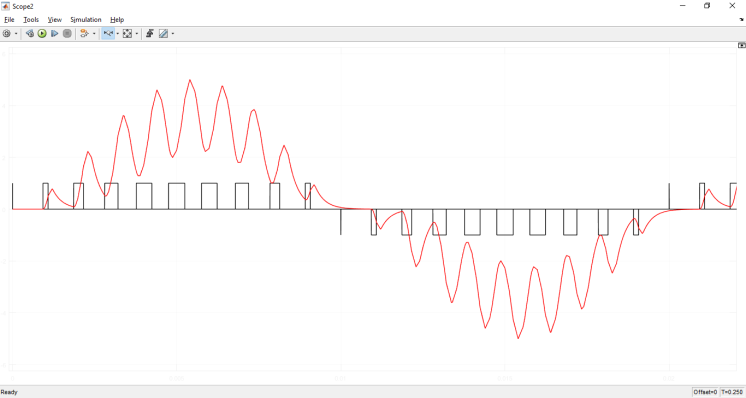 Scope2
File Tools View Simulation Help
Ready
Offset=0 T=0.250